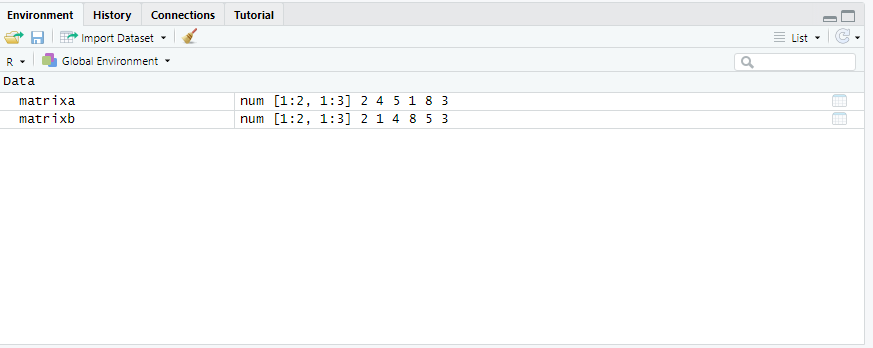 Environment History Connections Tutorial
Import Dataset List
R Global Environment
Data
matrixa num [1:2, 1:3] 2 4 5 1 8 3
matrixb num [1:2, 1:3] 2 1 4 8 5 3